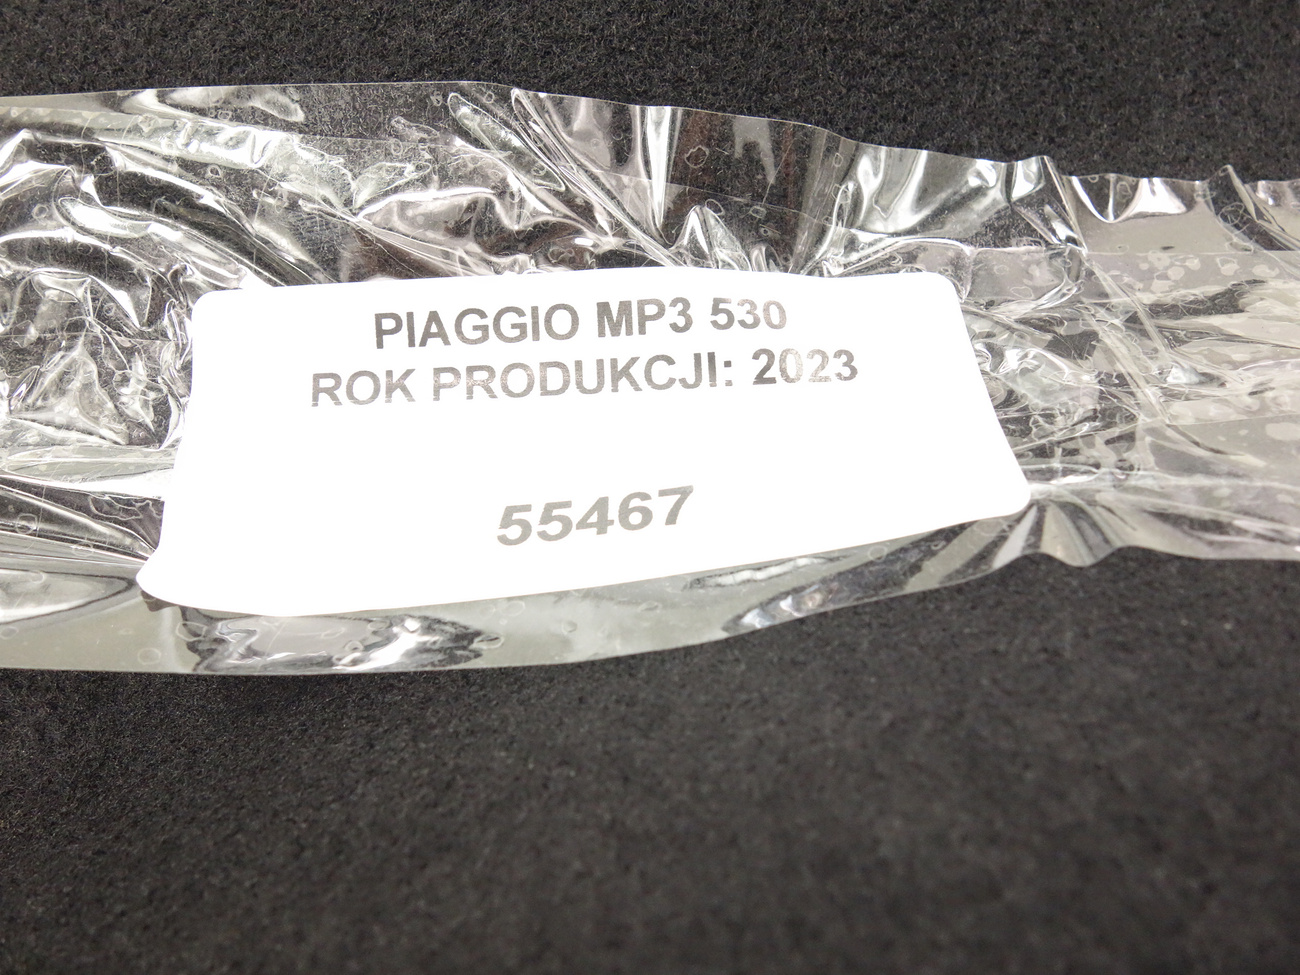 PIAGGIO MP3 530
ROK PRODUKCJI: 2023
55467